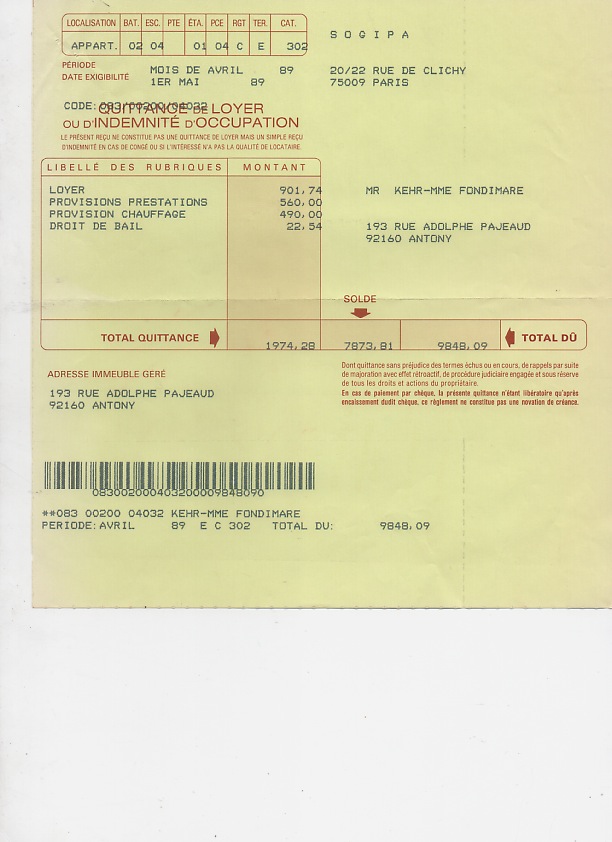 LOCALISATION BAT. ESC. PTE ÉTA. PCE RGT TER. CAT.
APPART. 02 04 01 04 C E 302
S O G I P A
PÉRIODE MOIS DE AVRIL 89
DATE EXIGIBILITÉ 1ER MAI 89
20/22 RUE DE CLICHY
75009 PARIS
CODE: 083/00200/04032
QUITTANCE DE LOYER
OU D'INDEMNITÉ D'OCCUPATION
LE PRÉSENT REÇU NE CONSTITUE PAS UNE QUITTANCE DE LOYER MAIS UN SIMPLE REÇU
D'INDEMNITÉ EN CAS DE CONGÉ OU SI L'INTÉRESSÉ N'A PAS LA QUALITÉ DE LOCATAIRE.
LIBELLÉ DES RUBRIQUES MONTANT
LOYER 901,74
PROVISIONS PRESTATIONS 560,00
PROVISION CHAUFFAGE 490,00
DROIT DE BAIL 22,54
MR KEHR-MME FONDIMARE
193 RUE ADOLPHE PAJEAUD
92160 ANTONY
SOLDE
TOTAL QUITTANCE 1974,28 7873,81 9848,09 TOTAL DÛ
ADRESSE IMMEUBLE GERÉ
193 RUE ADOLPHE PAJEAUD
92160 ANTONY
Dont quittance sans préjudice des termes échus ou en cours, de rappels par suite
de majoration avec effet rétroactif, de procédure judiciaire engagée et sous réserve
de tous les droits et actions du propriétaire.
En cas de paiement par chèque, la présente quittance n'étant libératoire qu'après
encaissement dudit chèque, ce règlement ne constitue pas une novation de créance.
083002000403200009848090
**083 00200 04032 KEHR-MME FONDIMARE
PERIODE: AVRIL 89 E C 302 TOTAL DU: 9848,09